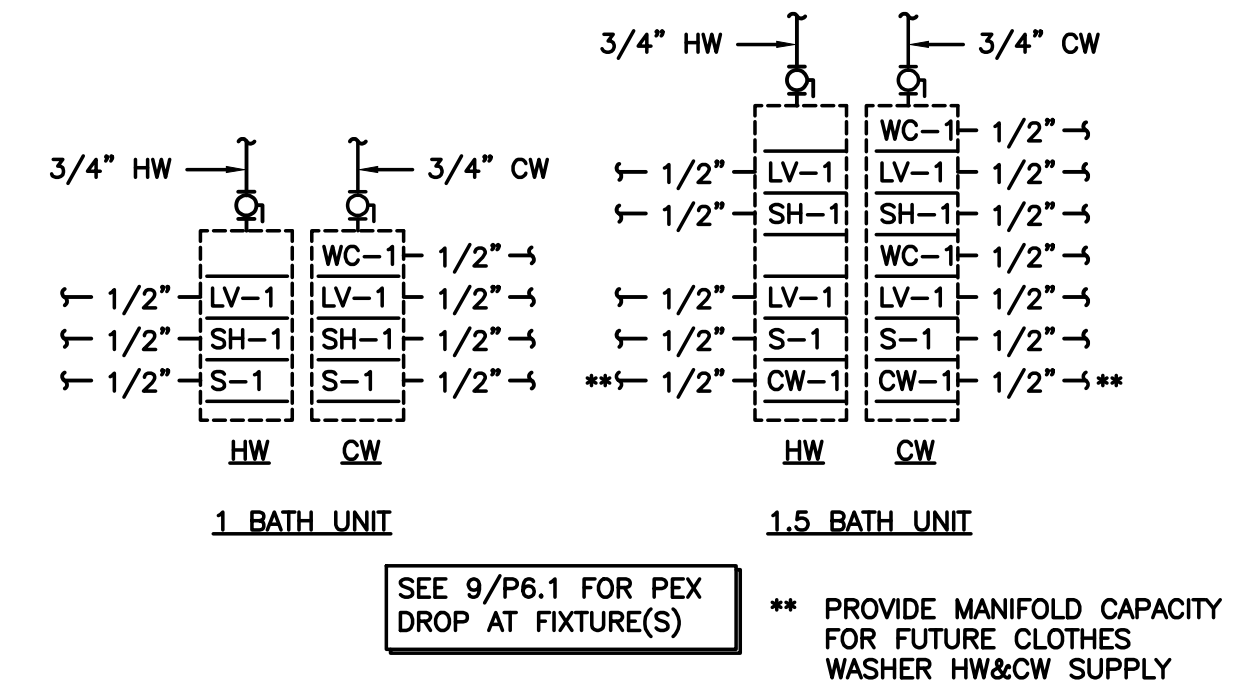 3/4" HW
3/4" CW
WC-1 1/2"
1/2" LV-1 LV-1 1/2"
1/2" SH-1 SH-1 1/2"
1/2" S-1 S-1 1/2"
HW CW
1 BATH UNIT
3/4" HW
3/4" CW
WC-1 1/2"
1/2" LV-1 LV-1 1/2"
1/2" SH-1 SH-1 1/2"
WC-1 1/2"
1/2" LV-1 LV-1 1/2"
1/2" S-1 S-1 1/2"
** 1/2" CW-1 CW-1 1/2" **
HW CW
1.5 BATH UNIT
SEE 9/P6.1 FOR PEX
DROP AT FIXTURE(S)
** PROVIDE MANIFOLD CAPACITY
FOR FUTURE CLOTHES
WASHER HW&CW SUPPLY